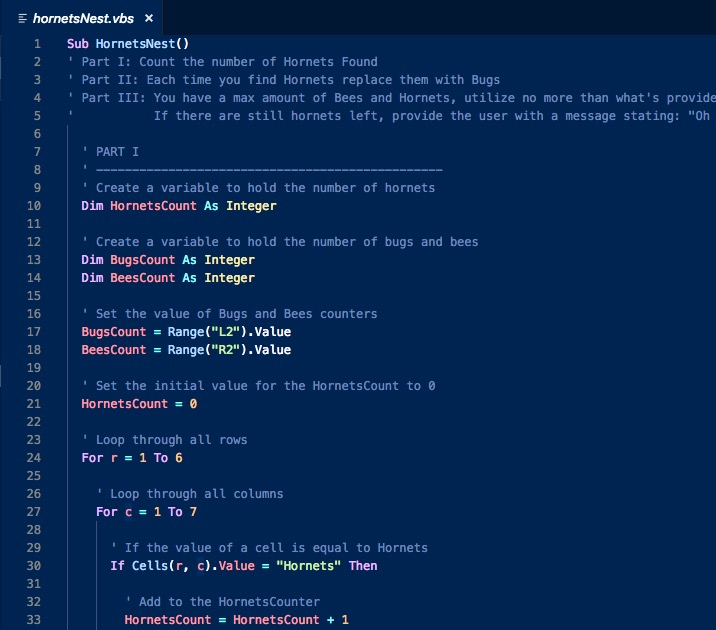 hornetsNest.vbs ×
1 Sub HornetsNest()
2 ' Part I: Count the number of Hornets Found
3 ' Part II: Each time you find Hornets replace them with Bugs
4 ' Part III: You have a max amount of Bees and Hornets, utilize no more than what's provide
5 ' If there are still hornets left, provide the user with a message stating: "Oh
6
7 ' PART I
8 ' ------------------------------------------------
9 ' Create a variable to hold the number of hornets
10 Dim HornetsCount As Integer
11
12 ' Create a variable to hold the number of bugs and bees
13 Dim BugsCount As Integer
14 Dim BeesCount As Integer
15
16 ' Set the value of Bugs and Bees counters
17 BugsCount = Range("L2").Value
18 BeesCount = Range("R2").Value
19
20 ' Set the initial value for the HornetsCount to 0
21 HornetsCount = 0
22
23 ' Loop through all rows
24 For r = 1 To 6
25
26 ' Loop through all columns
27 For c = 1 To 7
28
29 ' If the value of a cell is equal to Hornets
30 If Cells(r, c).Value = "Hornets" Then
31
32 ' Add to the HornetsCounter
33 HornetsCount = HornetsCount + 1